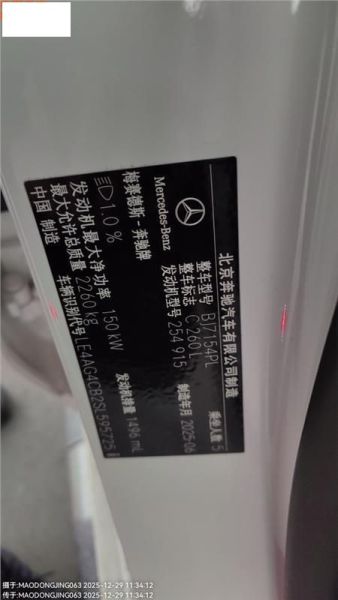 北京奔驰汽车有限公司制造
整车型号 BJ7154PL 乘坐人数 5
整车标志 C 260 L
发动机型号 254 915 制造年月 2025-06
Mercedes-Benz
梅赛德斯-奔驰牌
1.0 %
发动机最大净功率 150 kW 发动机排量 1496 mL
最大允许总质量 2260 kg
车辆识别代号 LE4AG4CB2SL595725
中国 制造
摄于:MAODONGJING063 2025-12-29 11:34:12
传于:MAODONGJING063 2025-12-29 11:34:12